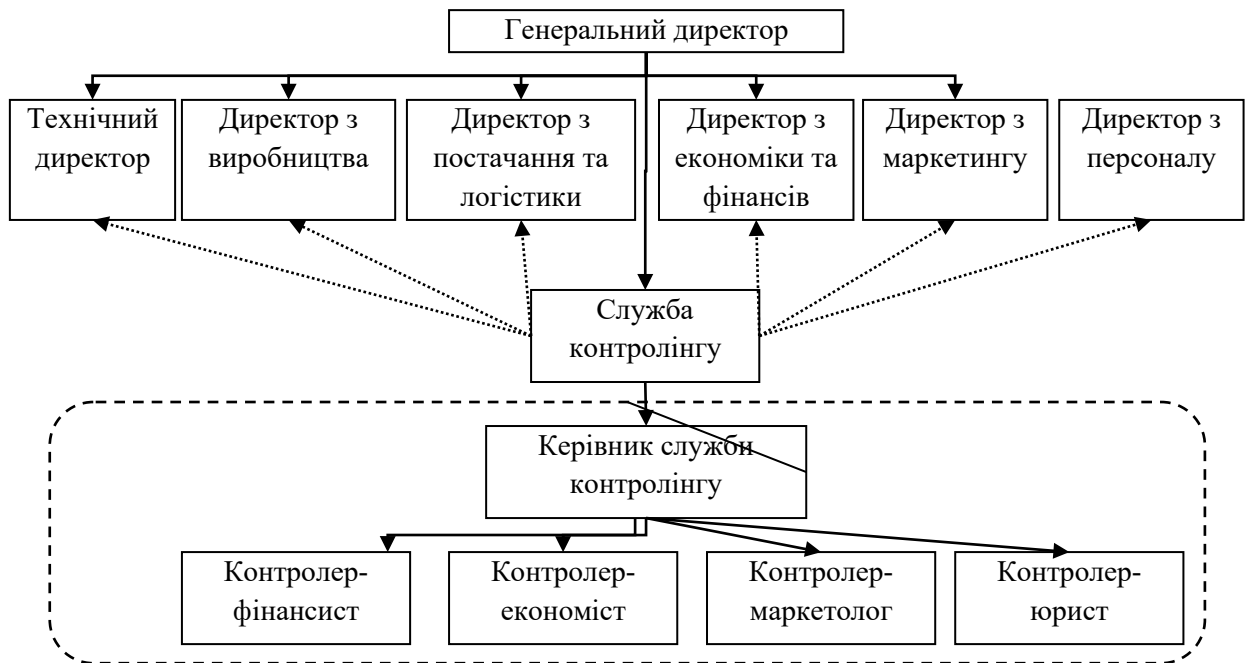 Генеральний директор
Технічний
директор
Директор з
виробництва
Директор з
постачання та
логістики
Директор з
економіки та
фінансів
Директор з
маркетингу
Директор з
персоналу
Служба
контролінгу
Керівник служби
контролінгу
Контролер-
фінансист
Контролер-
економіст
Контролер-
маркетолог
Контролер-
юрист